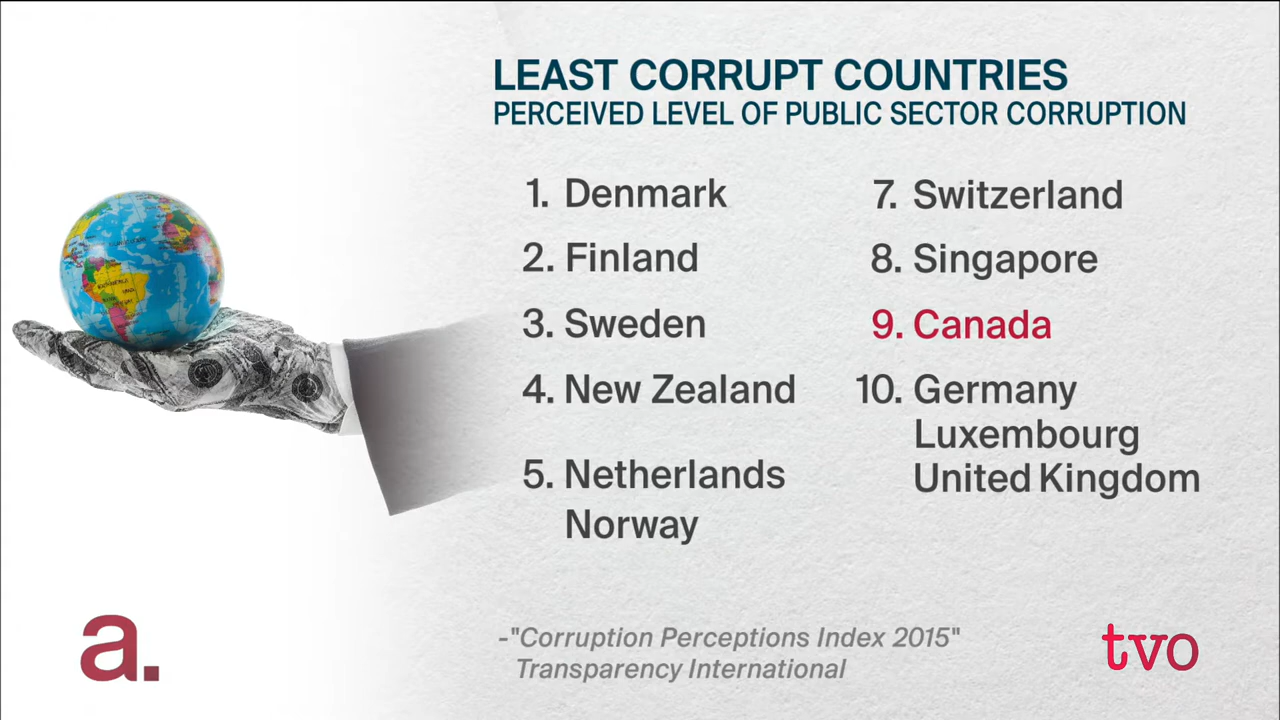 LEAST CORRUPT COUNTRIES
PERCEIVED LEVEL OF PUBLIC SECTOR CORRUPTION
1. Denmark
2. Finland
3. Sweden
4. New Zealand
5. Netherlands
Norway
7. Switzerland
8. Singapore
9. Canada
10. Germany
Luxembourg
United Kingdom
-"Corruption Perceptions Index 2015"
Transparency International
a.
tvo